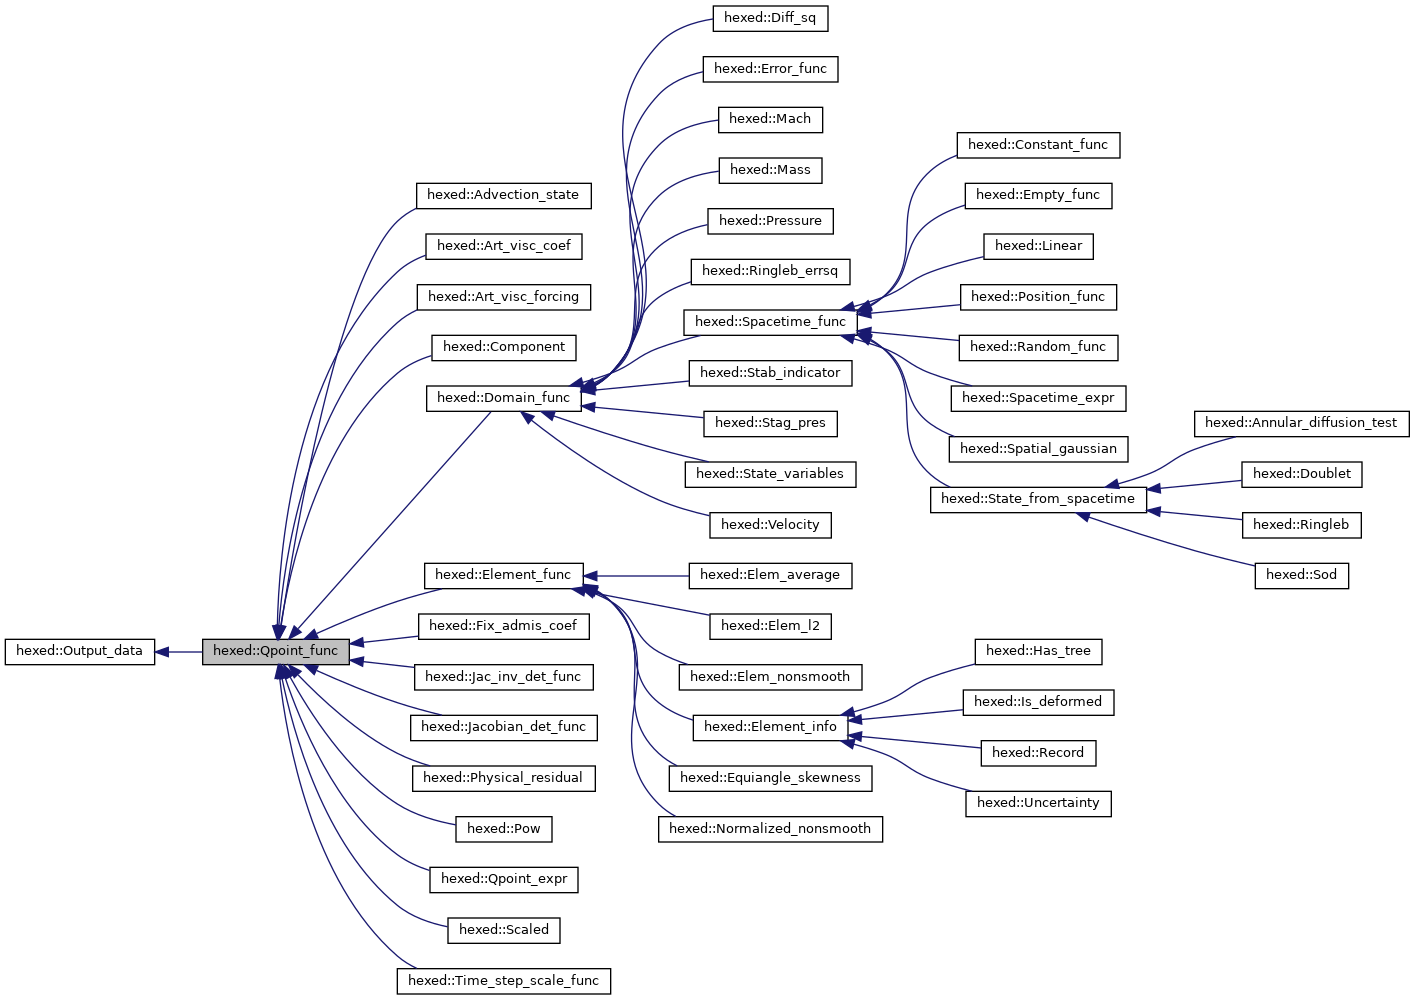 hexed::Output_data
hexed::Qpoint_func
hexed::Advection_state
hexed::Art_visc_coef
hexed::Art_visc_forcing
hexed::Component
hexed::Domain_func
hexed::Element_func
hexed::Fix_admis_coef
hexed::Jac_inv_det_func
hexed::Jacobian_det_func
hexed::Physical_residual
hexed::Pow
hexed::Qpoint_expr
hexed::Scaled
hexed::Time_step_scale_func
hexed::Diff_sq
hexed::Error_func
hexed::Mach
hexed::Mass
hexed::Pressure
hexed::Ringleb_errsq
hexed::Spacetime_func
hexed::Stab_indicator
hexed::Stag_pres
hexed::State_variables
hexed::Velocity
hexed::Elem_average
hexed::Elem_l2
hexed::Elem_nonsmooth
hexed::Element_info
hexed::Equiangle_skewness
hexed::Normalized_nonsmooth
hexed::Constant_func
hexed::Empty_func
hexed::Linear
hexed::Position_func
hexed::Random_func
hexed::Spacetime_expr
hexed::Spatial_gaussian
hexed::State_from_spacetime
hexed::Has_tree
hexed::Is_deformed
hexed::Record
hexed::Uncertainty
hexed::Annular_diffusion_test
hexed::Doublet
hexed::Ringleb
hexed::Sod